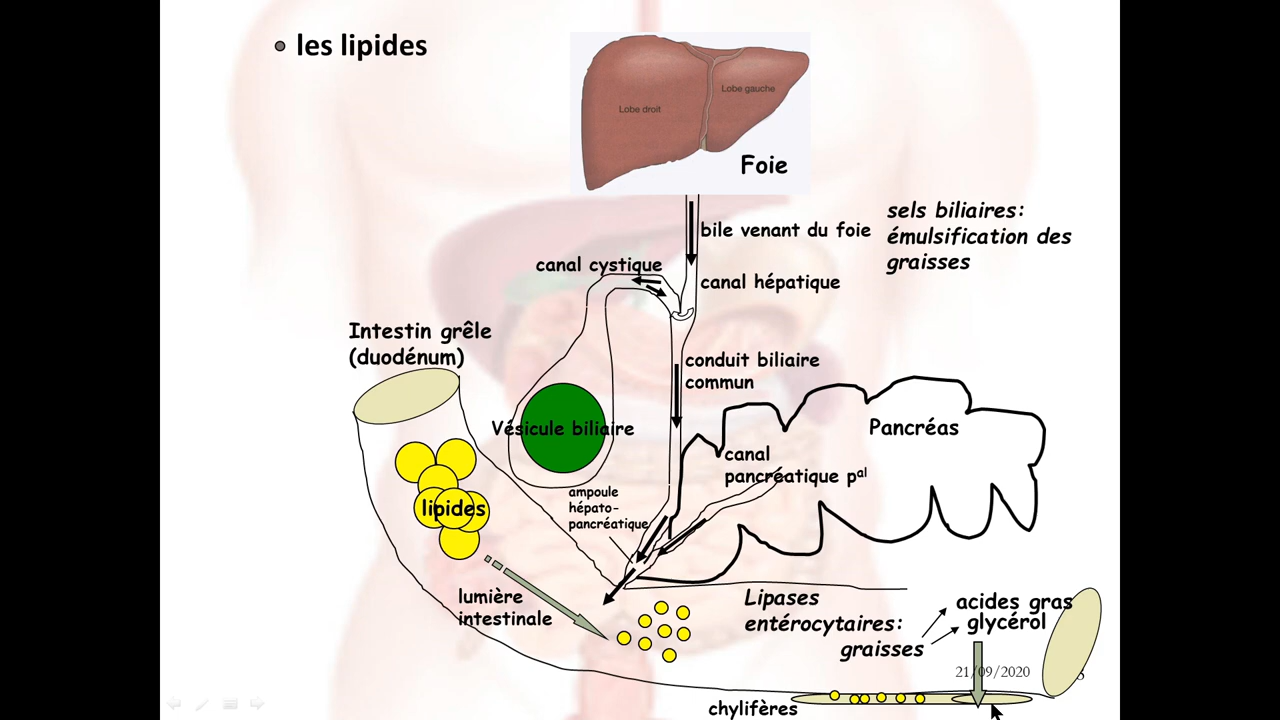 les lipides
Lobe droit
Lobe gauche
Foie
bile venant du foie
sels biliaires:
émulsification des
graisses
canal cystique
canal hépatique
Intestin grêle
(duodénum)
conduit biliaire
commun
Vésicule biliaire
Pancréas
canal
pancréatique pal
ampoule
hépato-
pancréatique
lipides
lumière
intestinale
Lipases
entérocytaires:
graisses
acides gras
glycérol
21/09/2020
chylifères